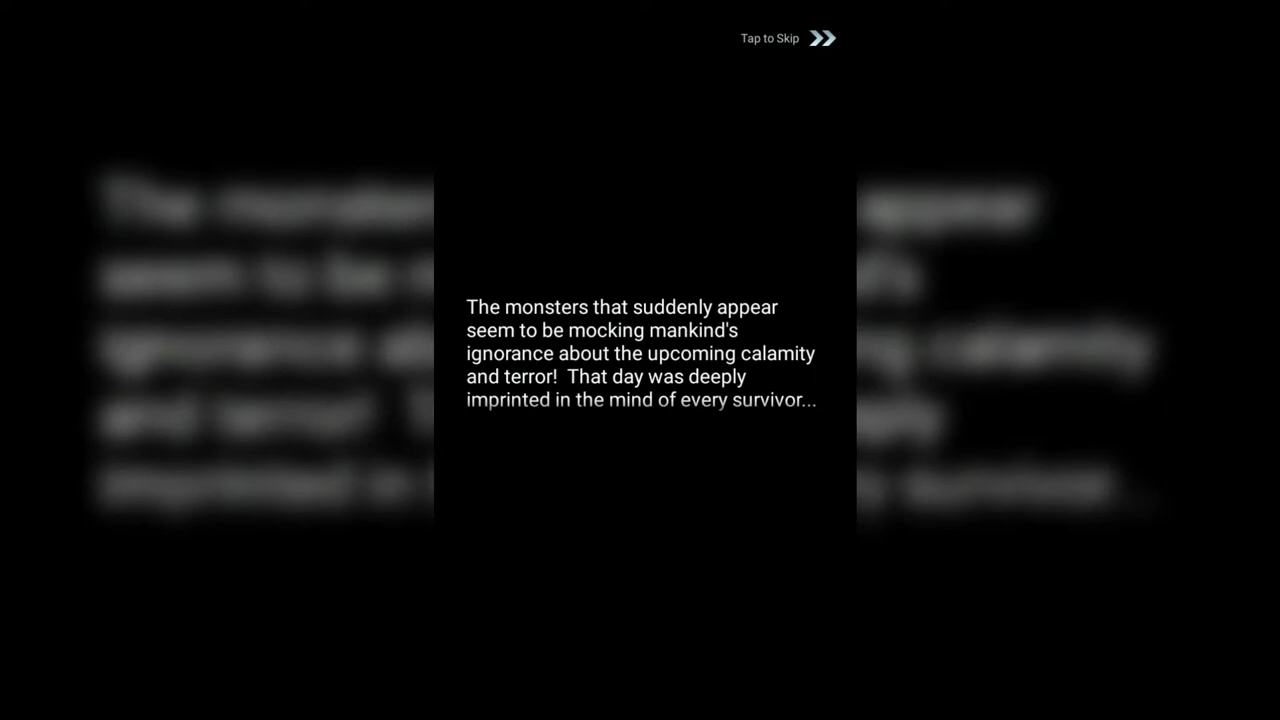 Tap to Skip
The monsters that suddenly appear
seem to be mocking mankind's
ignorance about the upcoming calamity
and terror!  That day was deeply
imprinted in the mind of every survivor...